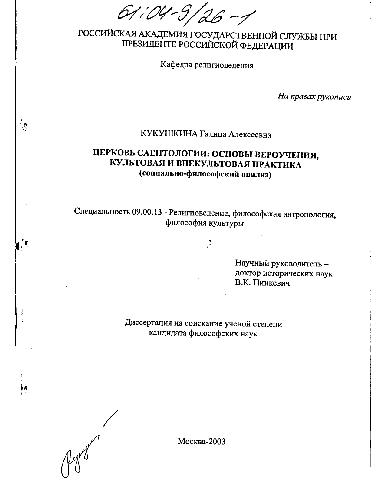 61:04-9/26-1
РОССИЙСКАЯ АКАДЕМИЯ ГОСУДАРСТВЕННОЙ СЛУЖБЫ ПРИ
ПРЕЗИДЕНТЕ РОССИЙСКОЙ ФЕДЕРАЦИИ
Кафедра религиоведения
На правах рукописи
КУКУШКИНА Галина Алексеевна
ЦЕРКОВЬ САЕНТОЛОГИИ: ОСНОВЫ ВЕРОУЧЕНИЯ,
КУЛЬТОВАЯ И ВНЕКУЛЬТОВАЯ ПРАКТИКА
(социально-философский анализ)
Специальность 09.00.13 - Религиоведение, философская антропология,
философия культуры
Научный руководитель –
доктор исторических наук
В.К. Пинкевич
Диссертация на соискание ученой степени
кандидата философских наук
Москва-2003